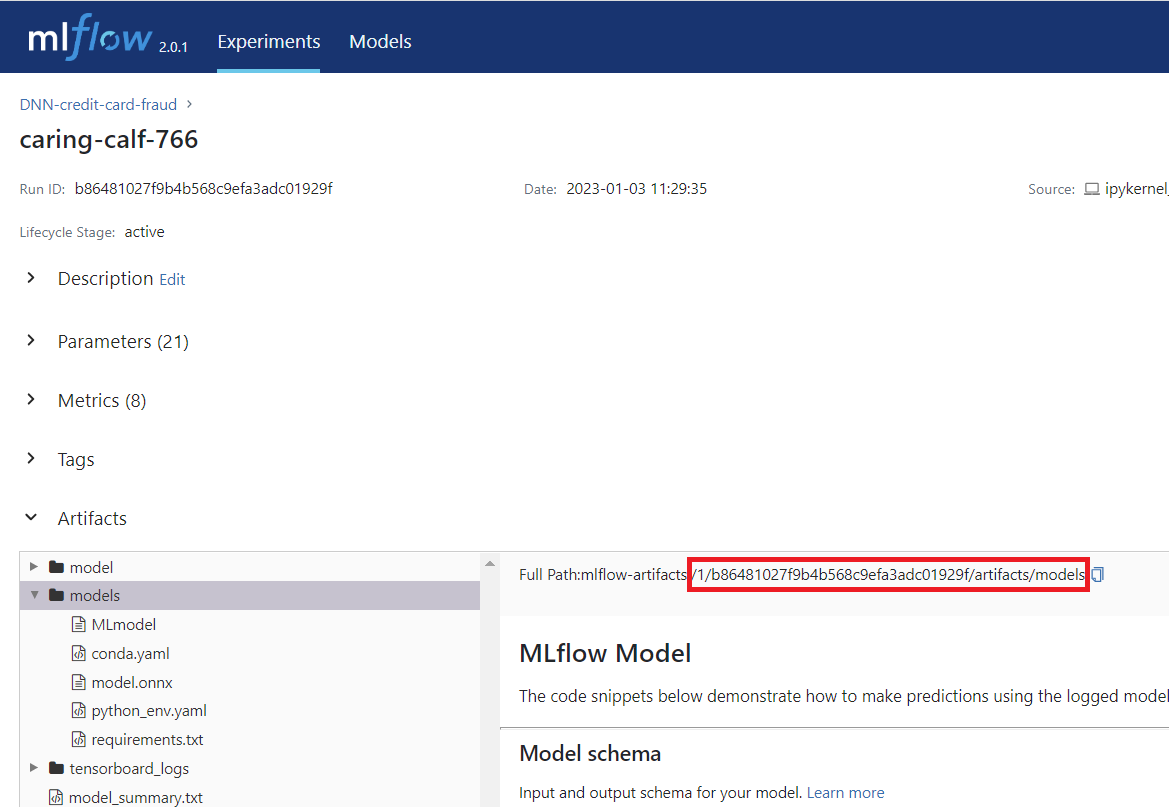 mlflow 2.0.1 Experiments Models
DNN-credit-card-fraud >
caring-calf-766
Run ID: b86481027f9b4b568c9efa3adc01929f Date: 2023-01-03 11:29:35 Source: ipykernel_
Lifecycle Stage: active
Description Edit
Parameters (21)
Metrics (8)
Tags
Artifacts
model
models
MLmodel
conda.yaml
model.onnx
python_env.yaml
requirements.txt
tensorboard_logs
model_summary.txt
Full Path:mlflow-artifacts:/1/b86481027f9b4b568c9efa3adc01929f/artifacts/models
MLflow Model
The code snippets below demonstrate how to make predictions using the logged model
Model schema
Input and output schema for your model. Learn more